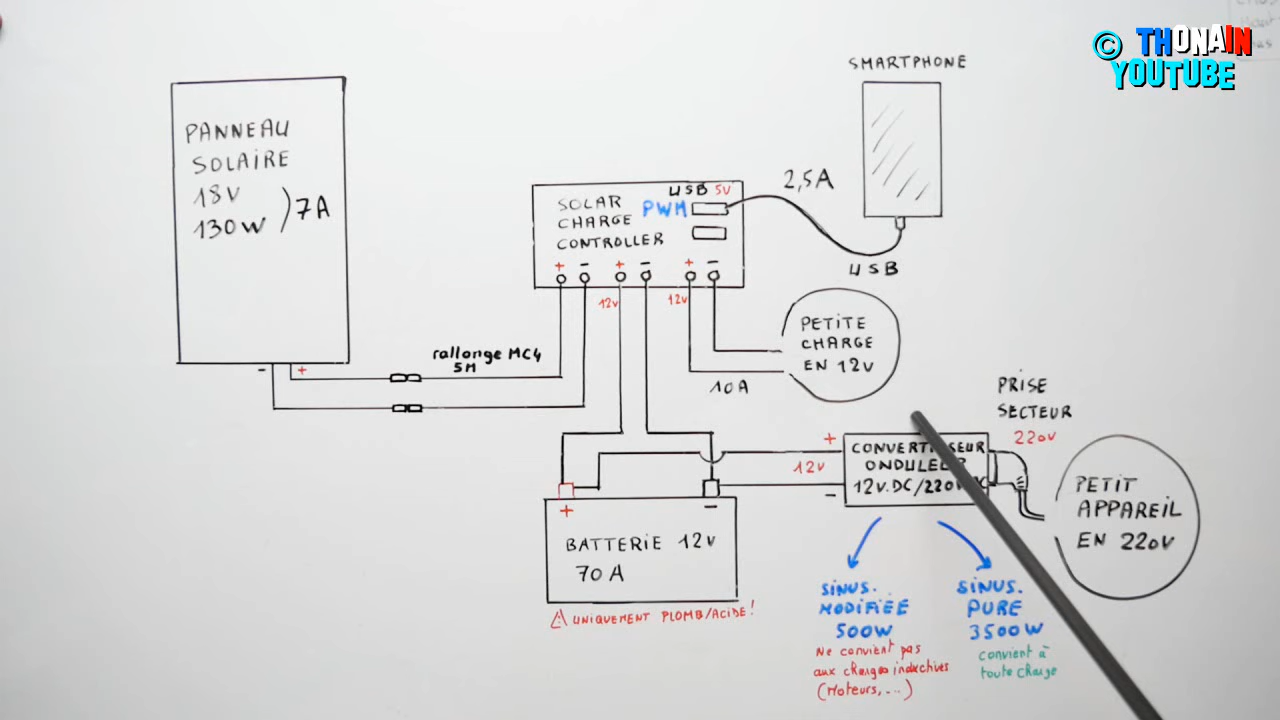 © THONAIN
YOUTUBE
SMARTPHONE
PANNEAU
SOLAIRE
18V
130W
7A
USB 5V
SOLAR
CHARGE
CONTROLLER
PWM
2,5A
USB
+ - + - + -
12V
12V
PETITE
CHARGE
EN 12V
10A
rallonge MC4
5M
- +
PRISE
SECTEUR
220V
+
12V
-
CONVERTISSEUR
ONDULEUR
12V.DC/220V
PETIT
APPAREIL
EN 220V
+ -
BATTERIE 12V
70A
⚠ UNIQUEMENT PLOMB/ACIDE!
SINUS.
MODIFIÉE
500W
Ne convient pas
aux charges inductives
(Moteurs,...)
SINUS.
PURE
3500W
convient à
toute charge